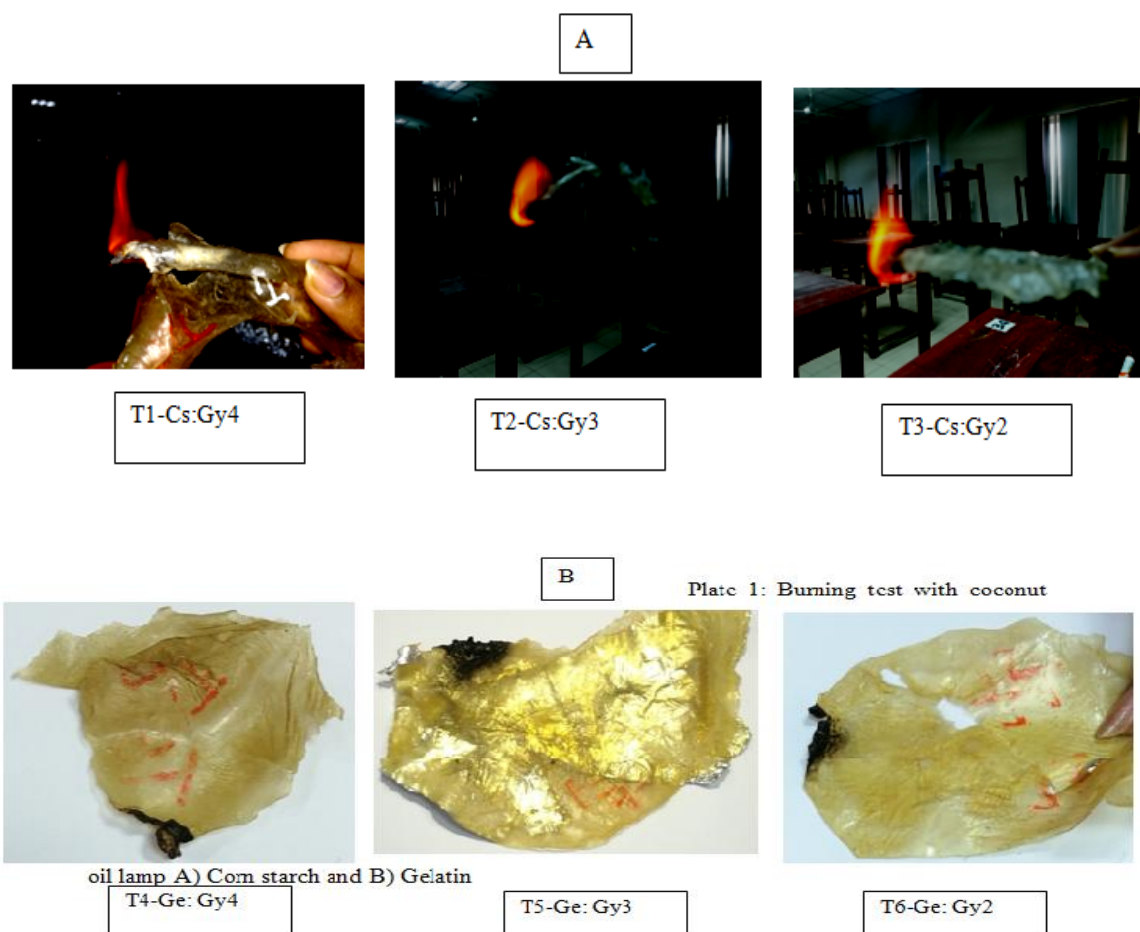 A
T1-Cs:Gy4
T2-Cs:Gy3
T3-Cs:Gy2
B
Plate 1: Burning test with coconut
oil lamp A) Corn starch and B) Gelatin
T4-Ge: Gy4
T5-Ge: Gy3
T6-Ge: Gy2